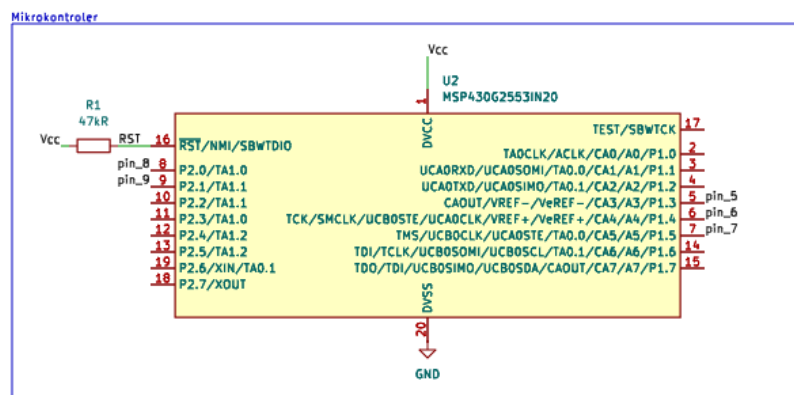 Mikrokontroler
Vcc
U2
MSP430G2553IN20
R1
47kR
Vcc
RST
1
DVCC
16
RST/NMI/SBWTDIO
pin_8
8
P2.0/TA1.0
pin_9
9
P2.1/TA1.1
10
P2.2/TA1.1
11
P2.3/TA1.0
12
P2.4/TA1.2
13
P2.5/TA1.2
19
P2.6/XIN/TA0.1
18
P2.7/XOUT
TEST/SBWTCK
17
TA0CLK/ACLK/CA0/A0/P1.0
2
UCA0RXD/UCA0SOMI/TA0.0/CA1/A1/P1.1
3
UCA0TXD/UCA0SIMO/TA0.1/CA2/A2/P1.2
4
CAOUT/VREF-/VeREF-/CA3/A3/P1.3
5
pin_5
TCK/SMCLK/UCB0STE/UCA0CLK/VREF+/VeREF+/CA4/A4/P1.4
6
pin_6
TMS/UCB0CLK/UCA0STE/TA0.0/CA5/A5/P1.5
7
pin_7
TDI/TCLK/UCB0SOMI/UCB0SCL/TA0.1/CA6/A6/P1.6
14
TDO/TDI/UCB0SIMO/UCB0SDA/CAOUT/CA7/A7/P1.7
15
DVSS
20
GND